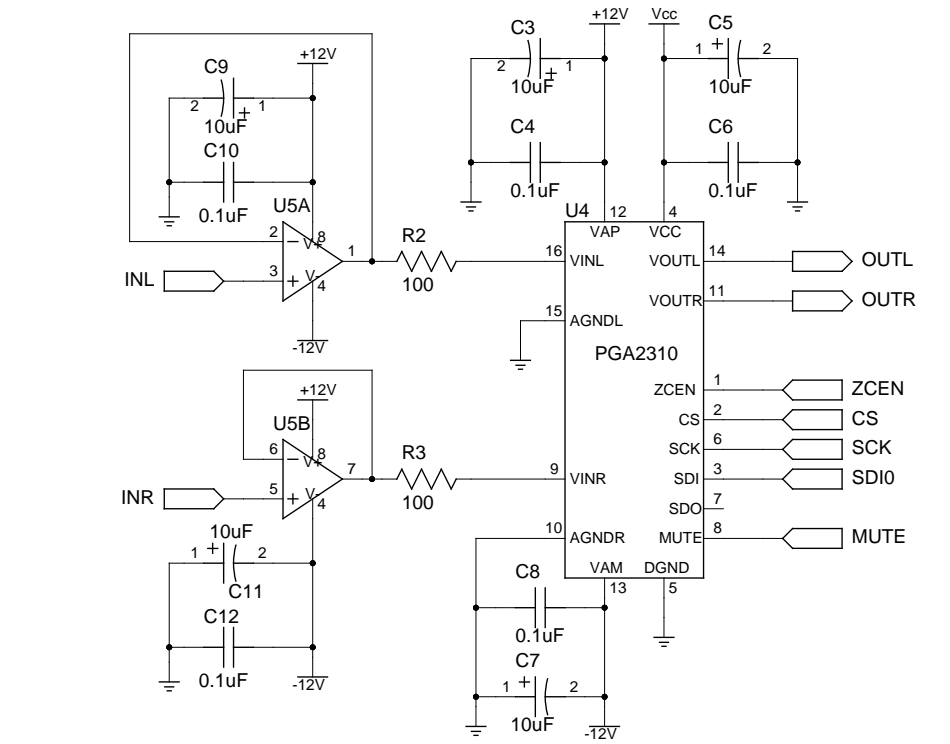 +12V
Vcc
C3
2
1
+
10uF
C5
1
+
2
10uF
C4
0.1uF
C6
0.1uF
+12V
C9
2
1
+
10uF
C10
0.1uF
U5A
2
-
V+
8
1
3
+
V-
4
INL
-12V
R2
100
U4
12
4
VAP
VCC
16
VINL
VOUTL
14
OUTL
VOUTR
11
OUTR
15
AGNDL
PGA2310
ZCEN
1
ZCEN
CS
2
CS
SCK
6
SCK
9
VINR
SDI
3
SDI0
SDO
7
10
AGNDR
MUTE
8
MUTE
VAM
DGND
13
5
+12V
U5B
6
-
V+
8
7
5
+
V-
4
INR
R3
100
10uF
1
+
2
C11
C12
0.1uF
-12V
C8
0.1uF
C7
1
+
2
10uF
-12V